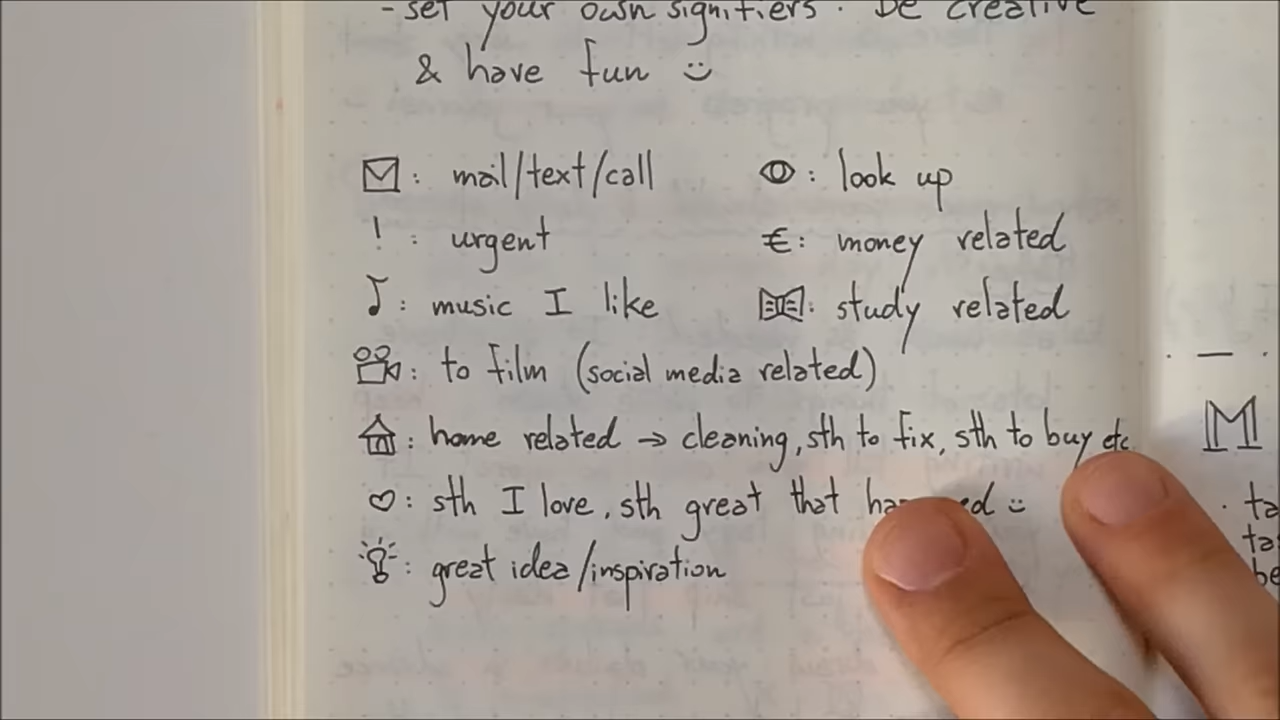 - set your own signifiers. Be creative
& have fun
: mail/text/call
: look up
! : urgent
€: money related
: music I like
: study related
: to film (social media related)
: home related → cleaning, sth to fix, sth to buy etc
: sth I love, sth great that
: great idea/inspiration
M